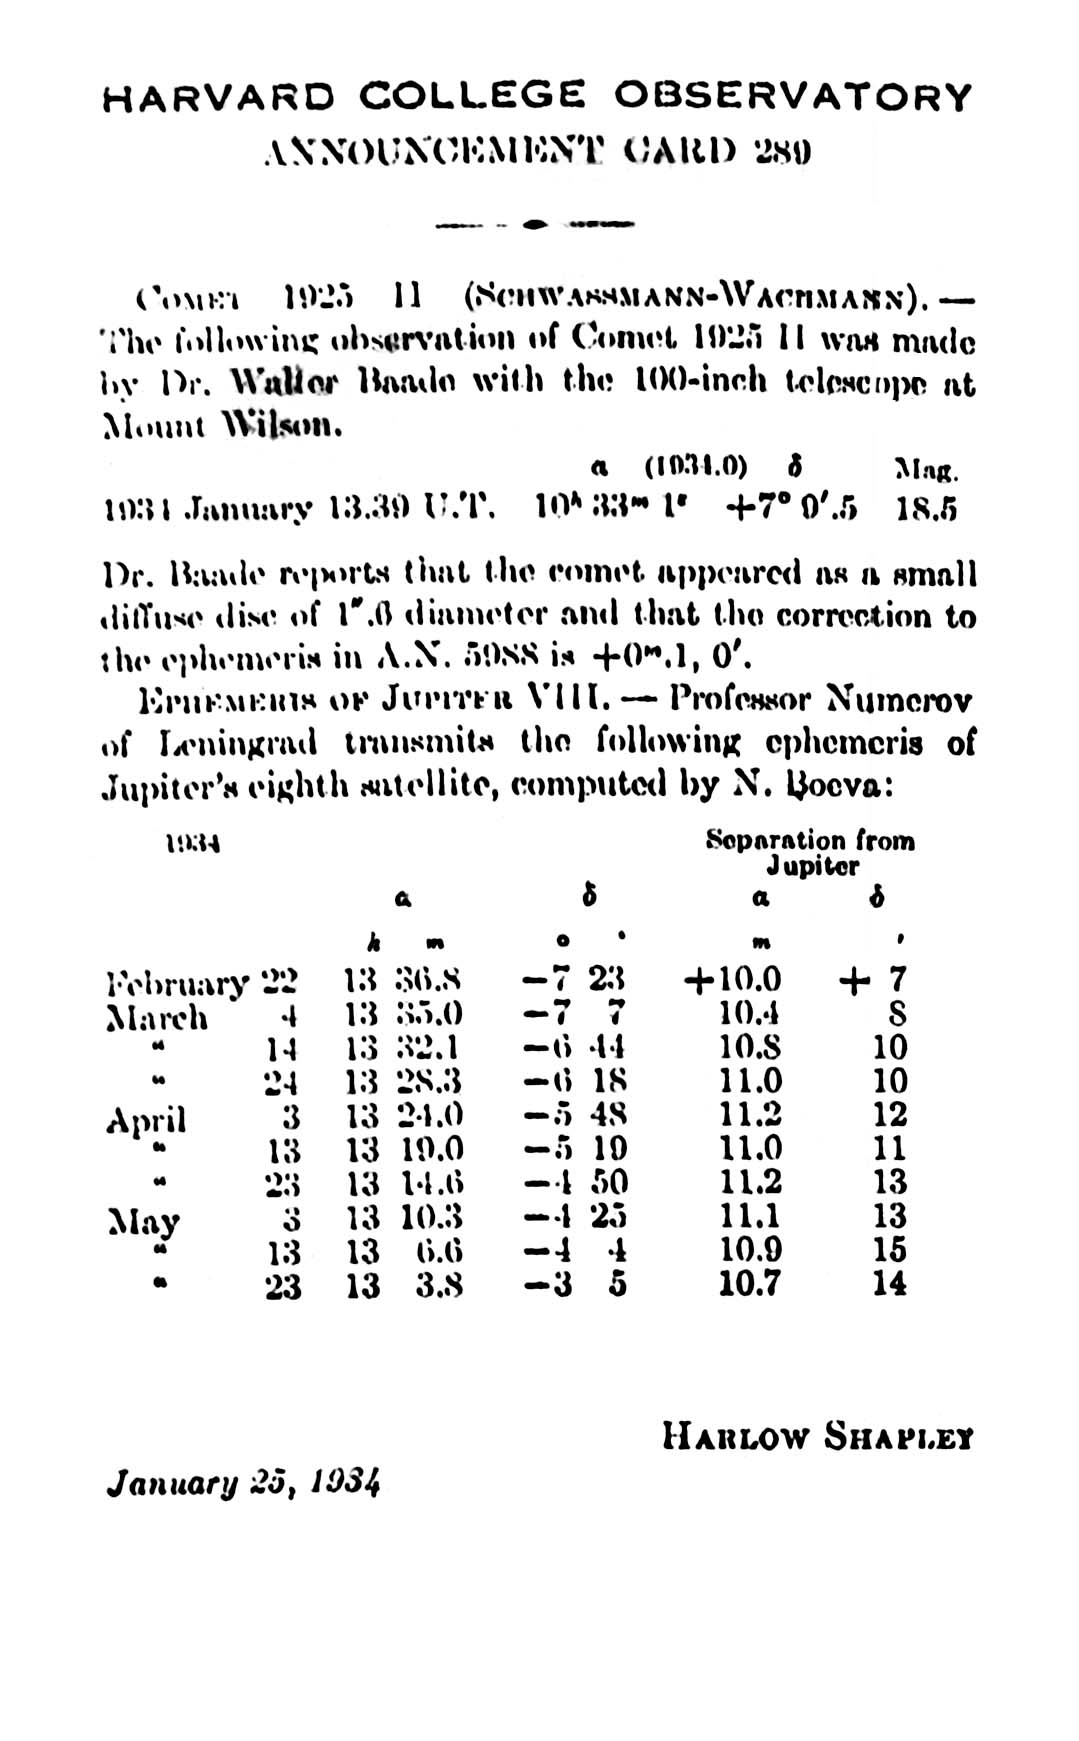 HARVARD COLLEGE OBSERVATORY
ANNOUNCEMENT CARD 289
COMET 1925 II (SCHWASSMANN-WACHMANN). —
The following observation of Comet 1925 II was made
by Dr. Walter Baade with the 100-inch telescope at
Mount Wilson.
α (1934.0) δ Mag.
1934 January 13.39 U.T. 10ʰ 33ᵐ 1ˢ +7° 9′.5 18.5
Dr. Baade reports that the comet appeared as a small
diffuse disc of 1″.6 diameter and that the correction to
the ephemeris in A.N. 5988 is +0ᵐ.1, 0′.
EPHEMERIS OF JUPITER VIII. — Professor Numerov
of Leningrad transmits the following ephemeris of
Jupiter's eighth satellite, computed by N. Boeva:
1934 Separation from
Jupiter
α δ α δ
h m ° ′ m ′
February 22 13 36.8 −7 23 +10.0 + 7
March 4 13 35.0 −7 7 10.4 8
" 14 13 32.1 −6 44 10.8 10
" 24 13 28.3 −6 18 11.0 10
April 3 13 24.0 −5 48 11.2 12
" 13 13 19.0 −5 19 11.0 11
" 23 13 14.6 −4 50 11.2 13
May 3 13 10.3 −4 25 11.1 13
" 13 13 6.6 −4 4 10.9 15
" 23 13 3.8 −3 5 10.7 14
HARLOW SHAPLEY
January 25, 1934